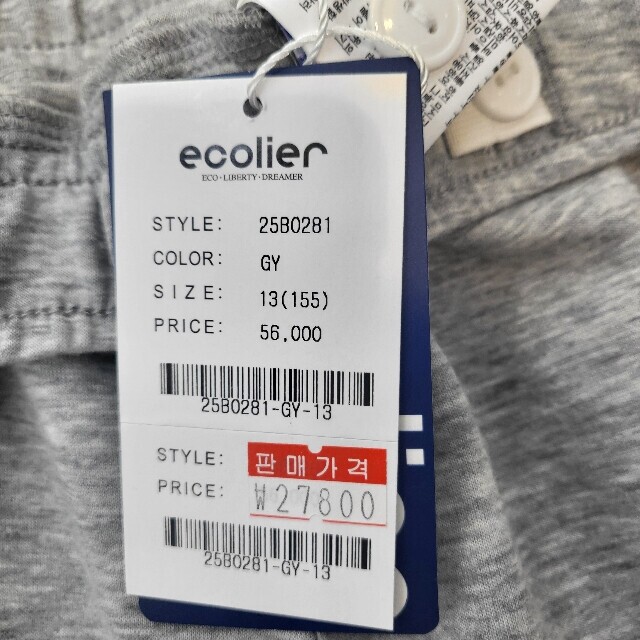 ecolier
ECO·LIBERTY·DREAMER
STYLE: 25B0281
COLOR: GY
SIZE: 13(155)
PRICE: 56,000
25B0281-GY-13
STYLE: 판매가격
PRICE: ₩27800
25B0281-GY-13